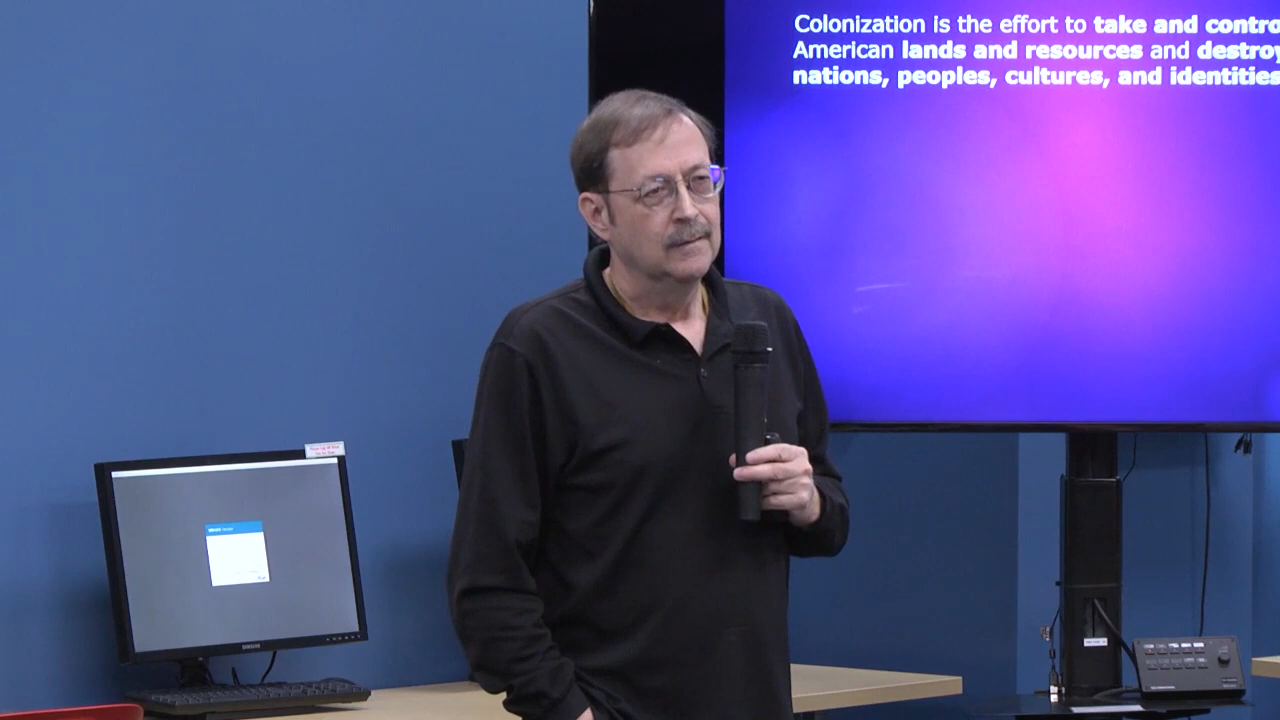 Colonization is the effort to take and contro
American lands and resources and destroy
nations, peoples, cultures, and identities
SAMSUNG